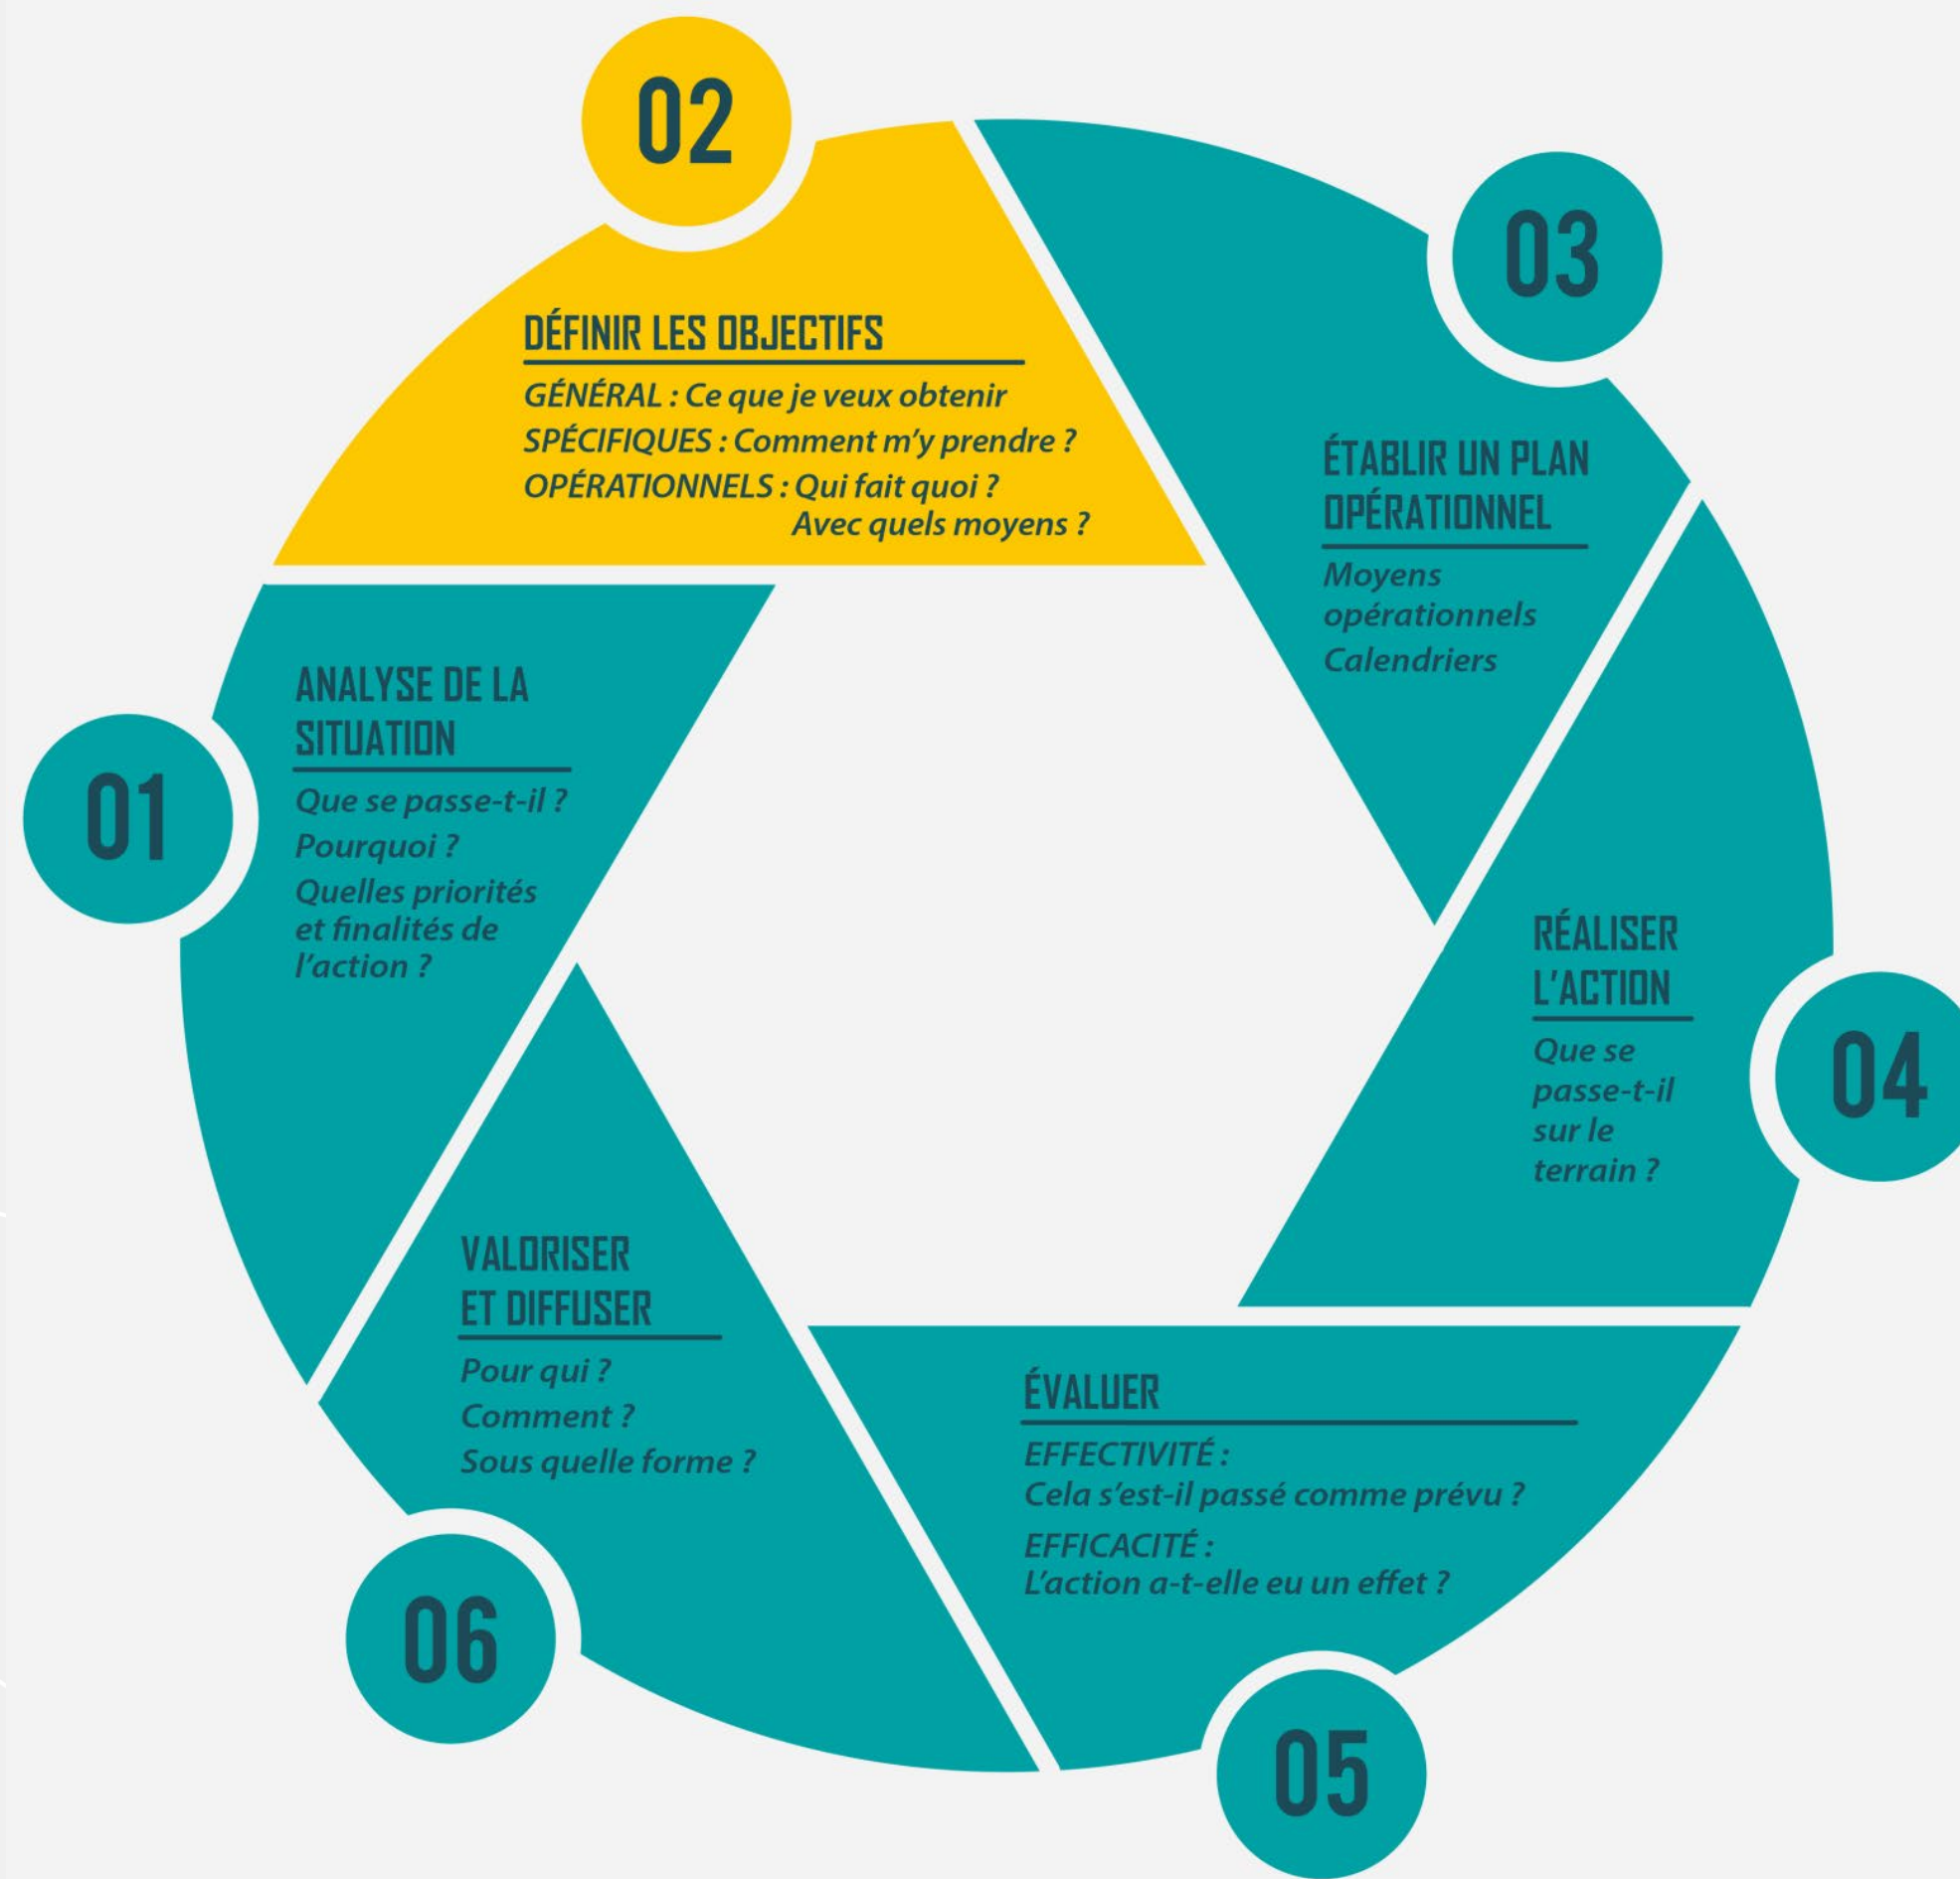 01
ANALYSE DE LA
SITUATION
Que se passe-t-il ?
Pourquoi ?
Quelles priorités
et finalités de
l'action ?
02
DÉFINIR LES OBJECTIFS
GÉNÉRAL : Ce que je veux obtenir
SPÉCIFIQUES : Comment m'y prendre ?
OPÉRATIONNELS : Qui fait quoi ?
Avec quels moyens ?
03
ÉTABLIR UN PLAN
OPÉRATIONNEL
Moyens
opérationnels
Calendriers
04
RÉALISER
L'ACTION
Que se
passe-t-il
sur le
terrain ?
05
ÉVALUER
EFFECTIVITÉ :
Cela s'est-il passé comme prévu ?
EFFICACITÉ :
L'action a-t-elle eu un effet ?
06
VALORISER
ET DIFFUSER
Pour qui ?
Comment ?
Sous quelle forme ?